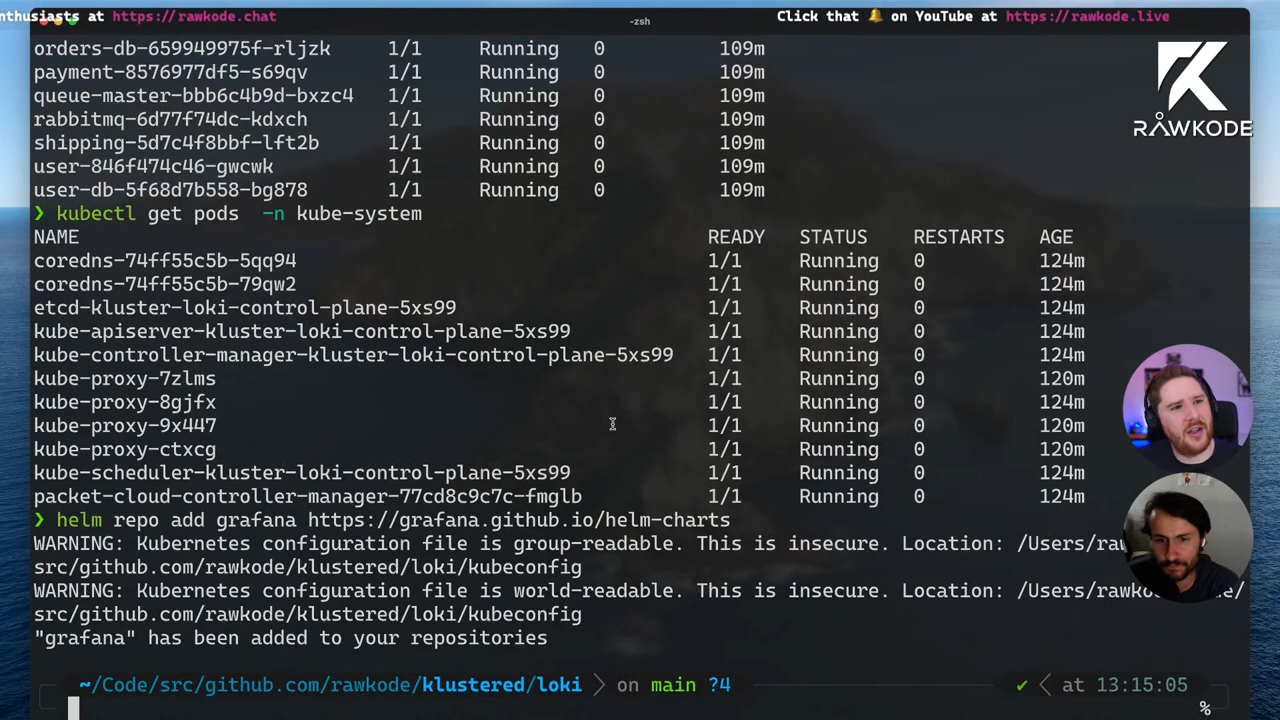 nthusiasts at https://rawkode.chat
-zsh
Click that 🔔 on YouTube at https://rawkode.live
orders-db-659949975f-rljzk 1/1 Running 0 109m
payment-8576977df5-s69qv 1/1 Running 0 109m
queue-master-bbb6c4b9d-bxzc4 1/1 Running 0 109m
rabbitmq-6d77f74dc-kdxch 1/1 Running 0 109m
shipping-5d7c4f8bbf-lft2b 1/1 Running 0 109m
user-846f474c46-gwcwk 1/1 Running 0 109m
user-db-5f68d7b558-bg878 1/1 Running 0 109m
RAWKODE
❯ kubectl get pods -n kube-system
NAME READY STATUS RESTARTS AGE
coredns-74ff55c5b-5qq94 1/1 Running 0 124m
coredns-74ff55c5b-79qw2 1/1 Running 0 124m
etcd-kluster-loki-control-plane-5xs99 1/1 Running 0 124m
kube-apiserver-kluster-loki-control-plane-5xs99 1/1 Running 0 124m
kube-controller-manager-kluster-loki-control-plane-5xs99 1/1 Running 0 124m
kube-proxy-7zlms 1/1 Running 0 120m
kube-proxy-8gjfx 1/1 Running 0 120m
kube-proxy-9x447 1/1 Running 0 120m
kube-proxy-ctxcg 1/1 Running 0 120m
kube-scheduler-kluster-loki-control-plane-5xs99 1/1 Running 0 124m
packet-cloud-controller-manager-77cd8c9c7c-fmglb 1/1 Running 0 124m
❯ helm repo add grafana https://grafana.github.io/helm-charts
WARNING: Kubernetes configuration file is group-readable. This is insecure. Location: /Users/ra
src/github.com/rawkode/klustered/loki/kubeconfig
WARNING: Kubernetes configuration file is world-readable. This is insecure. Location: /Users/rawkode/
src/github.com/rawkode/klustered/loki/kubeconfig
"grafana" has been added to your repositories
~/Code/src/github.com/rawkode/klustered/loki on main ?4 ✔ at 13:15:05
%